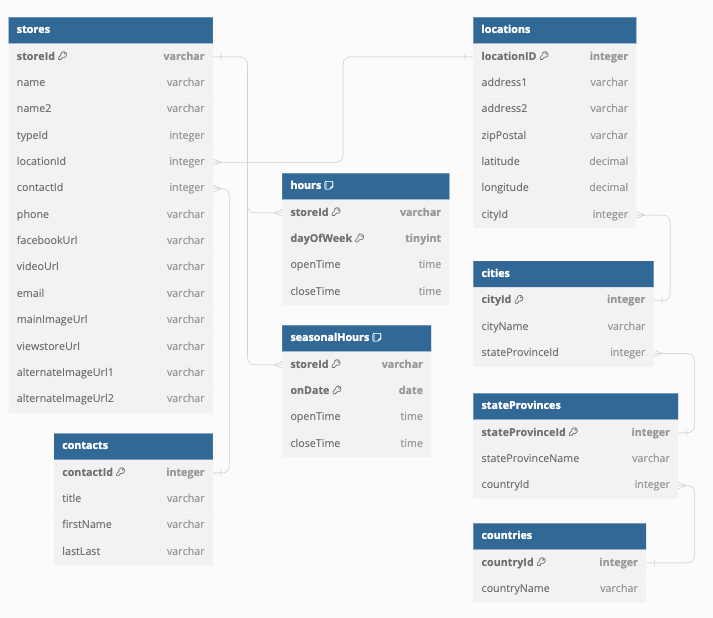 stores
storeId varchar
name varchar
name2 varchar
typeId integer
locationId integer
contactId integer
phone varchar
facebookUrl varchar
videoUrl varchar
email varchar
mainImageUrl varchar
viewstoreUrl varchar
alternateImageUrl1 varchar
alternateImageUrl2 varchar
contacts
contactId integer
title varchar
firstName varchar
lastLast varchar
hours
storeId varchar
dayOfWeek tinyint
openTime time
closeTime time
seasonalHours
storeId varchar
onDate date
openTime time
closeTime time
locations
locationID integer
address1 varchar
address2 varchar
zipPostal varchar
latitude decimal
longitude decimal
cityId integer
cities
cityId integer
cityName varchar
stateProvinceId integer
stateProvinces
stateProvinceId integer
stateProvinceName varchar
countryId integer
countries
countryId integer
countryName varchar